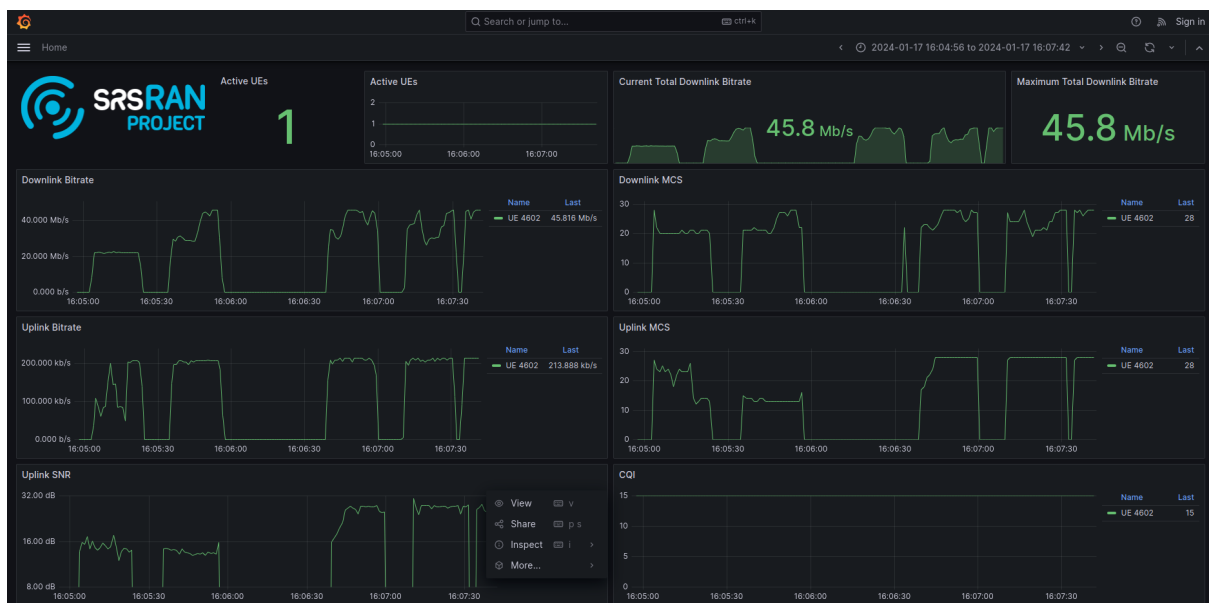 Search or jump to... ctrl+k Sign in
Home 2024-01-17 16:04:56 to 2024-01-17 16:07:42
SRSRAN
PROJECT
Active UEs
1
Active UEs
2
1
0
16:05:00 16:06:00 16:07:00
Current Total Downlink Bitrate
45.8 Mb/s
Maximum Total Downlink Bitrate
45.8 Mb/s
Downlink Bitrate
40.000 Mb/s
20.000 Mb/s
0.000 b/s
16:05:00 16:05:30 16:06:00 16:06:30 16:07:00 16:07:30
Name Last
UE 4602 45.816 Mb/s
Downlink MCS
30
20
10
0
16:05:00 16:05:30 16:06:00 16:06:30 16:07:00 16:07:30
Name Last
UE 4602 28
Uplink Bitrate
200.000 kb/s
100.000 kb/s
0.000 b/s
16:05:00 16:05:30 16:06:00 16:06:30 16:07:00 16:07:30
Name Last
UE 4602 213.888 kb/s
Uplink MCS
30
20
10
0
16:05:00 16:05:30 16:06:00 16:06:30 16:07:00 16:07:30
Name Last
UE 4602 28
Uplink SNR
32.00 dB
16.00 dB
8.00 dB
16:05:00 16:05:30 16:06:00 16:06:30 16:07:00 16:07:30
View v
Share p s
Inspect i
More...
CQI
15
10
5
0
16:05:00 16:05:30 16:06:00 16:06:30 16:07:00 16:07:30
Name Last
UE 4602 15